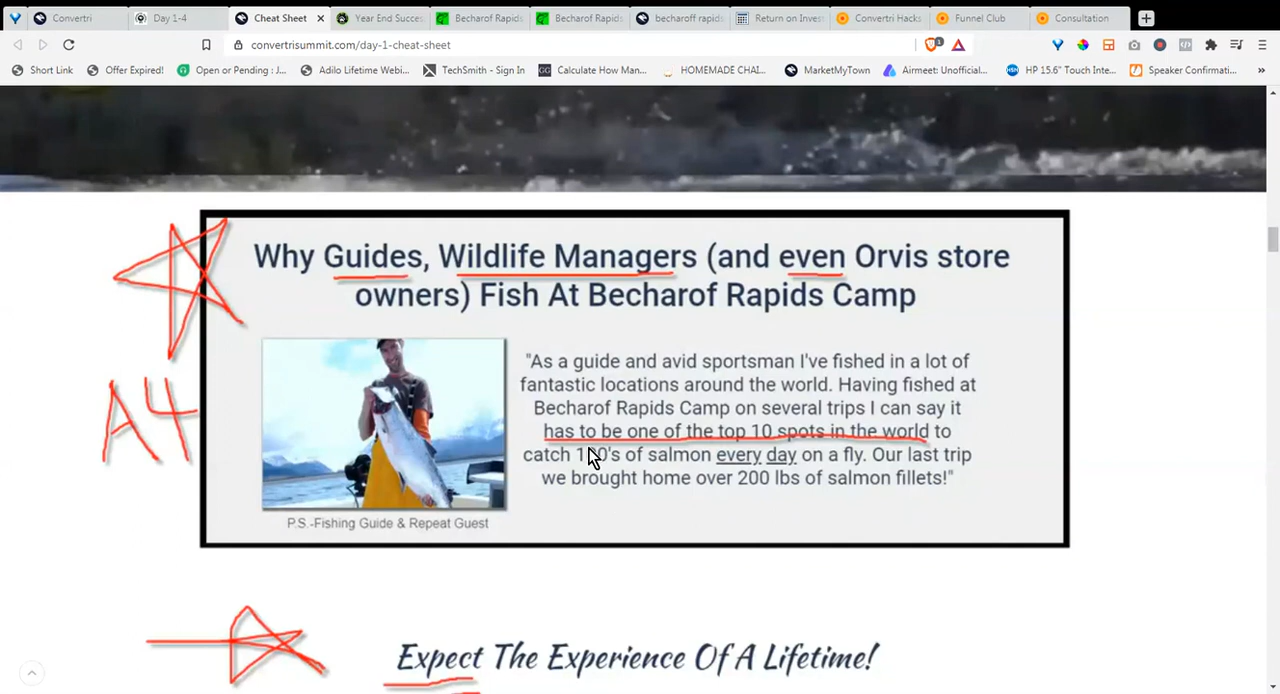 Convertri
Day 1-4
Cheat Sheet
Year End Succes
Becharof Rapids
Becharof Rapids
becharoff rapids
Return on Invest
Convertri Hacks
Funnel Club
Consultation
convertrisummit.com/day-1-cheat-sheet
1
Short Link
Offer Expired!
Open or Pending : J...
Adilo Lifetime Webi...
TechSmith - Sign In
GG Calculate How Man...
HOMEMADE CHAI...
MarketMyTown
Airmeet: Unofficial...
HSN HP 15.6" Touch Inte...
Speaker Confirmati...
Why Guides, Wildlife Managers (and even Orvis store
owners) Fish At Becharof Rapids Camp
A4
"As a guide and avid sportsman I've fished in a lot of
fantastic locations around the world. Having fished at
Becharof Rapids Camp on several trips I can say it
has to be one of the top 10 spots in the world to
catch 100's of salmon every day on a fly. Our last trip
we brought home over 200 lbs of salmon fillets!"
P.S.-Fishing Guide & Repeat Guest
Expect The Experience Of A Lifetime!